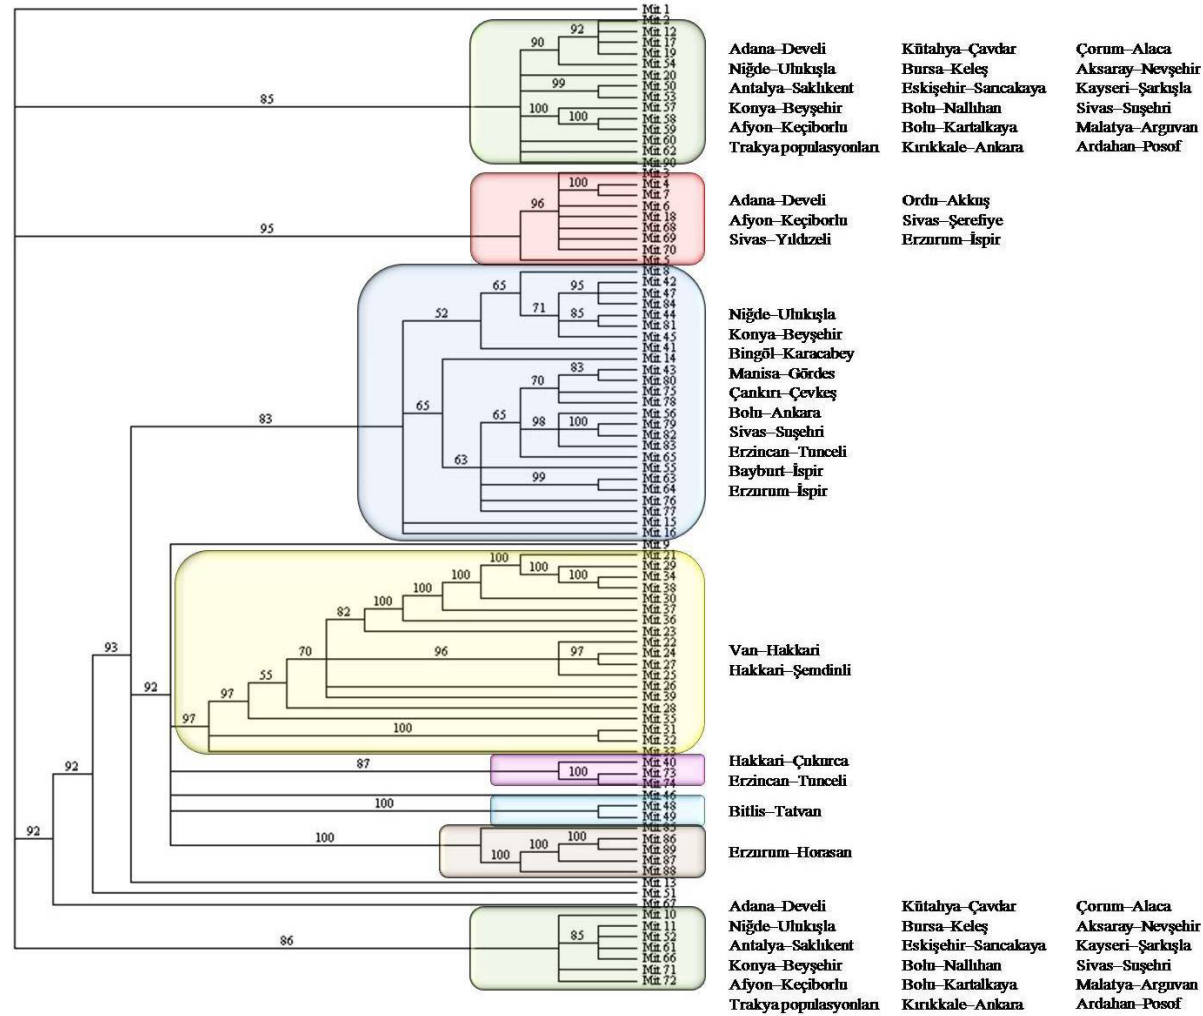 Mit 1
Mit 2
92
Mit 12
90
Mit 17
Mit 19
Mit 54
Mit 20
99
Mit 50
Mit 53
85
100
Mit 57
100
Mit 58
Mit 59
Mit 60
Mit 62
Mit 90
Adana–Develi Kütahya–Çavdar Çorum–Alaca
Niğde–Ulukışla Bursa–Keleş Aksaray–Nevşehir
Antalya–Saklıkent Eskişehir–Sarıcakaya Kayseri–Şarkışla
Konya–Beyşehir Bolu–Nallıhan Sivas–Suşehri
Afyon–Keçiborlu Bolu–Kartalkaya Malatya–Arguvan
Trakya populasyonları Kırıkkale–Ankara Ardahan–Posof
Mit 3
100
Mit 4
Mit 7
96
Mit 6
Mit 18
95
Mit 68
Mit 69
Mit 70
Mit 5
Adana–Develi Ordu–Akkuş
Afyon–Keçiborlu Sivas–Şerefiye
Sivas–Yıldızeli Erzurum–İspir
Mit 8
65
95
Mit 42
Mit 47
Mit 84
52
71
85
Mit 44
Mit 81
Mit 45
Mit 41
Mit 14
83
Mit 43
70
Mit 80
Mit 75
Mit 78
65
65
Mit 56
83
98
100
Mit 79
Mit 82
Mit 83
Mit 65
63
Mit 55
99
Mit 63
Mit 64
Mit 76
Mit 77
Mit 15
Mit 16
Niğde–Ulukışla
Konya–Beyşehir
Bingöl–Karacabey
Manisa–Gördes
Çankırı–Çevkeş
Bolu–Ankara
Sivas–Suşehri
Erzincan–Tunceli
Bayburt–İspir
Erzurum–İspir
Mit 9
100
Mit 21
100
Mit 29
100
100
Mit 34
100
Mit 38
100
Mit 30
82
Mit 37
Mit 36
Mit 23
93
70
96
Mit 22
97
Mit 24
Mit 27
55
Mit 25
92
97
Mit 26
Mit 39
Mit 28
97
Mit 35
100
Mit 31
Mit 32
Mit 33
Van–Hakkari
Hakkari–Şemdinli
87
Mit 40
100
Mit 73
Mit 74
Hakkari–Çukurca
Erzincan–Tunceli
92
Mit 46
100
Mit 48
Mit 49
Bitlis–Tatvan
92
Mit 85
100
100
Mit 86
100
Mit 89
100
Mit 87
Mit 88
Erzurum–Horasan
Mit 13
Mit 51
Mit 67
Mit 10
86
85
Mit 11
Mit 52
Mit 61
Mit 66
Mit 71
Mit 72
Adana–Develi Kütahya–Çavdar Çorum–Alaca
Niğde–Ulukışla Bursa–Keleş Aksaray–Nevşehir
Antalya–Saklıkent Eskişehir–Sarıcakaya Kayseri–Şarkışla
Konya–Beyşehir Bolu–Nallıhan Sivas–Suşehri
Afyon–Keçiborlu Bolu–Kartalkaya Malatya–Arguvan
Trakya populasyonları Kırıkkale–Ankara Ardahan–Posof